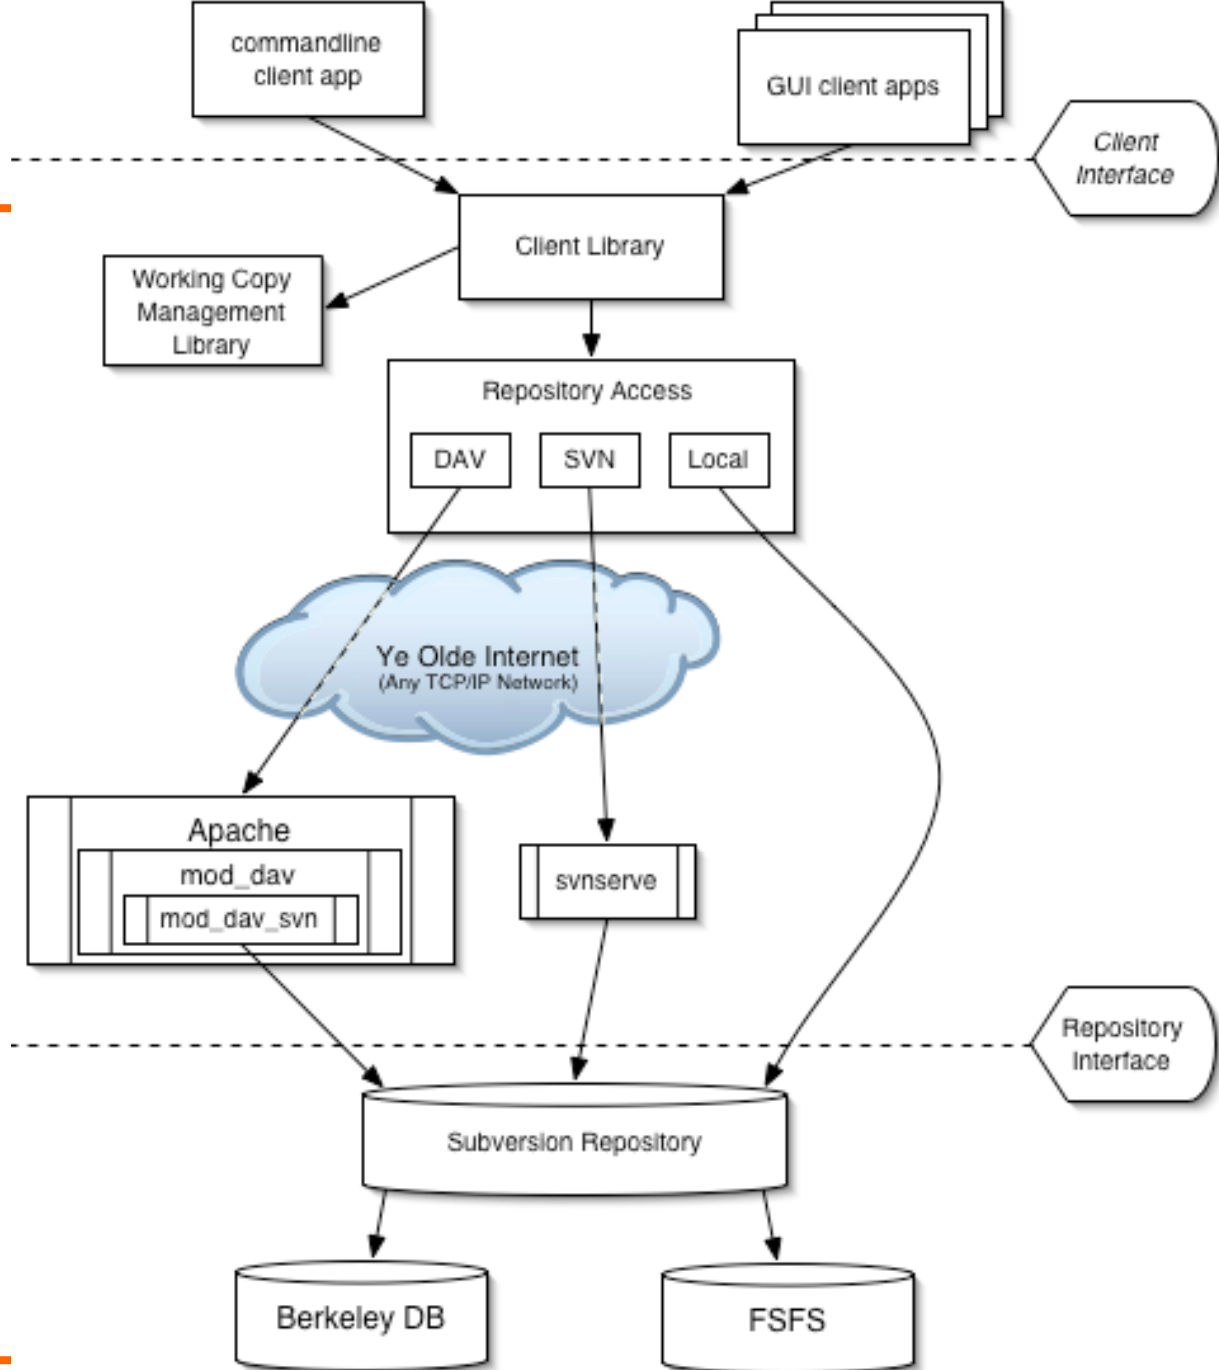 commandline
client app
GUI client apps
Client
Interface
Client Library
Working Copy
Management
Library
Repository Access
DAV
SVN
Local
Ye Olde Internet
(Any TCP/IP Network)
Apache
mod_dav
mod_dav_svn
svnserve
Repository
Interface
Subversion Repository
Berkeley DB
FSFS